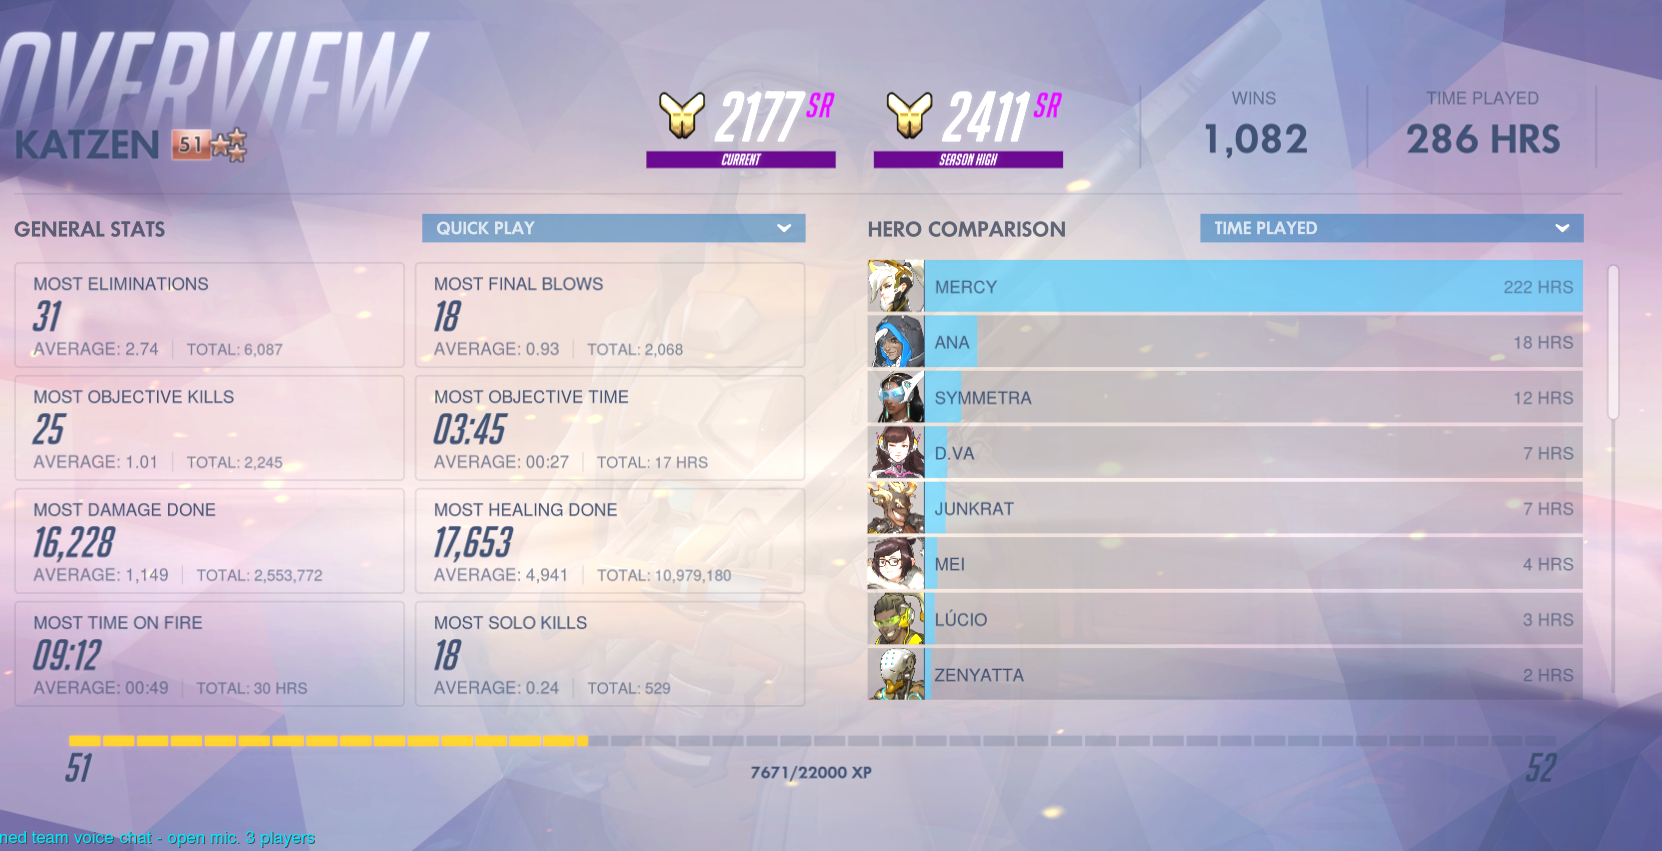 OVERVIEW
KATZEN 51
2177 SR
CURRENT
2411 SR
SEASON HIGH
WINS
1,082
TIME PLAYED
286 HRS
GENERAL STATS
QUICK PLAY
MOST ELIMINATIONS
31
AVERAGE: 2.74 TOTAL: 6,087
MOST FINAL BLOWS
18
AVERAGE: 0.93 TOTAL: 2,068
MOST OBJECTIVE KILLS
25
AVERAGE: 1.01 TOTAL: 2,245
MOST OBJECTIVE TIME
03:45
AVERAGE: 00:27 TOTAL: 17 HRS
MOST DAMAGE DONE
16,228
AVERAGE: 1,149 TOTAL: 2,553,772
MOST HEALING DONE
17,653
AVERAGE: 4,941 TOTAL: 10,979,180
MOST TIME ON FIRE
09:12
AVERAGE: 00:49 TOTAL: 30 HRS
MOST SOLO KILLS
18
AVERAGE: 0.24 TOTAL: 529
HERO COMPARISON
TIME PLAYED
MERCY 222 HRS
ANA 18 HRS
SYMMETRA 12 HRS
D.VA 7 HRS
JUNKRAT 7 HRS
MEI 4 HRS
LÚCIO 3 HRS
ZENYATTA 2 HRS
51
7671/22000 XP
52
ned team voice chat - open mic. 3 players